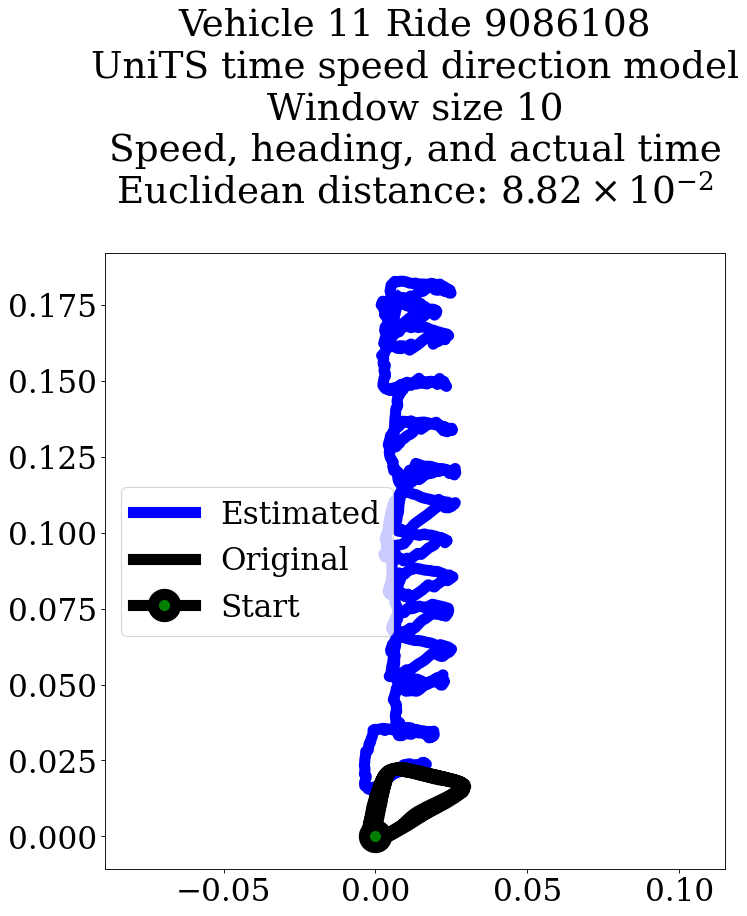 Vehicle 11 Ride 9086108
UniTS time speed direction model
Window size 10
Speed, heading, and actual time
Euclidean distance: 8.82 × 10⁻²
0.175
0.150
0.125
0.100
0.075
0.050
0.025
0.000
Estimated
Original
Start
−0.05 0.00 0.05 0.10